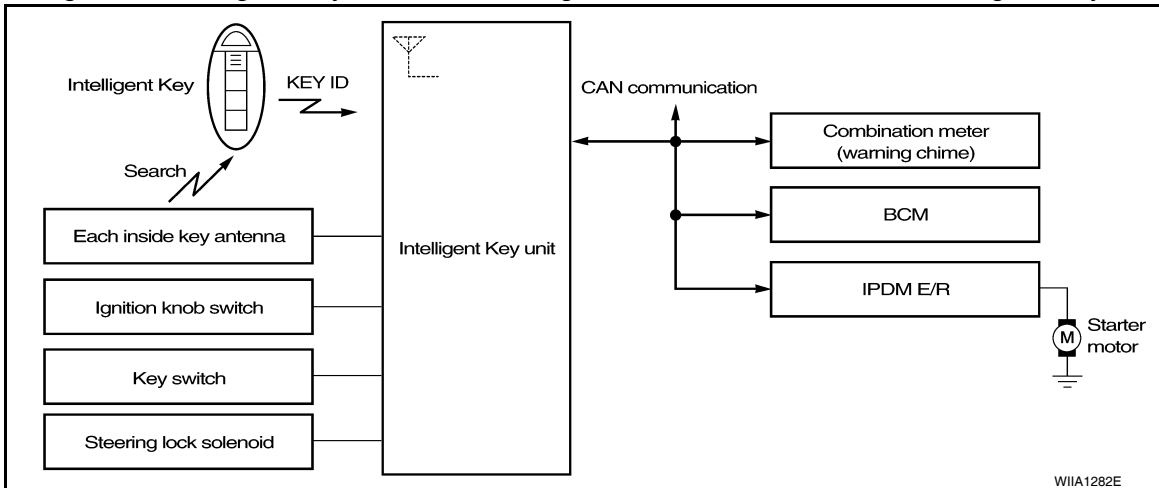 Intelligent Key
KEY ID
Search
Each inside key antenna
Ignition knob switch
Key switch
Steering lock solenoid
Intelligent Key unit
CAN communication
Combination meter
(warning chime)
BCM
IPDM E/R
M
Starter
motor
WIIA1282E